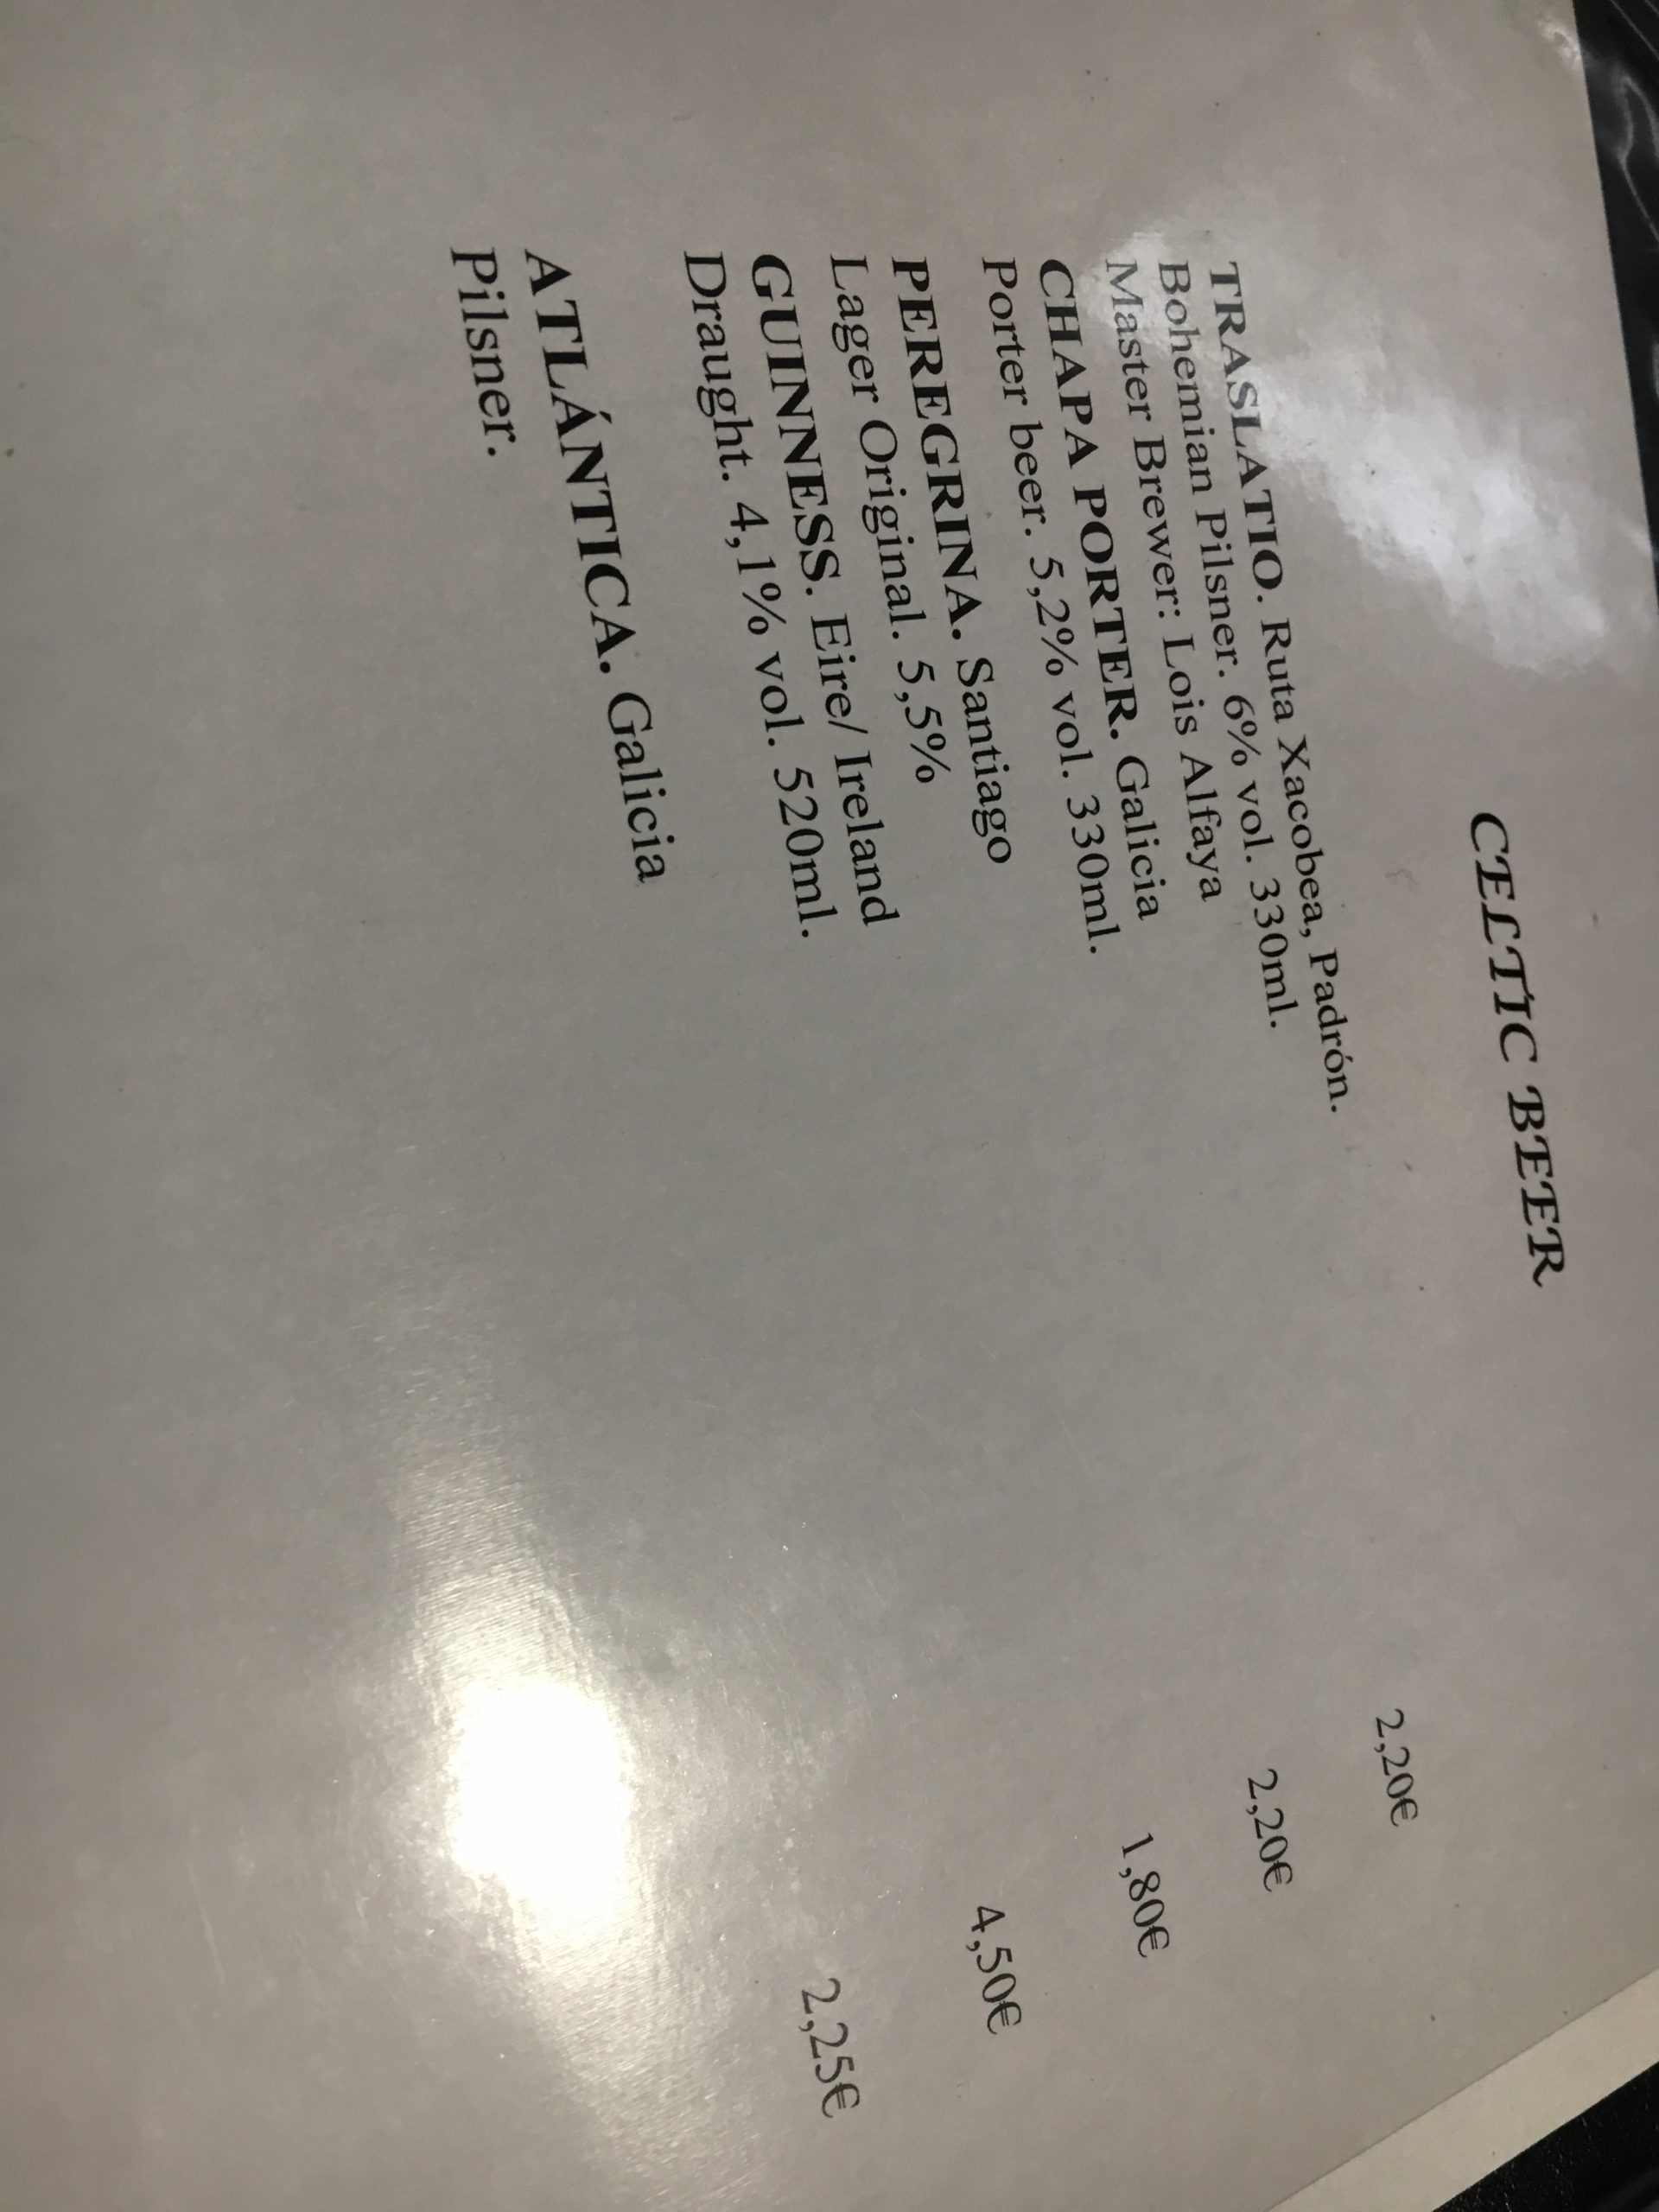 CELTIC BEER
TRASLATIO. Ruta Xacobea, Padrón. 2,20€
Bohemian Pilsner. 6% vol. 330ml.
Master Brewer: Lois Alfaya
CHAPA PORTER. Galicia 2,20€
Porter beer. 5,2% vol. 330ml.
PEREGRINA. Santiago 1,80€
Lager Original. 5,5%
GUINNESS. Eire/ Ireland 4,50€
Draught. 4,1% vol. 520ml.
ATLÁNTICA. Galicia 2,25€
Pilsner.